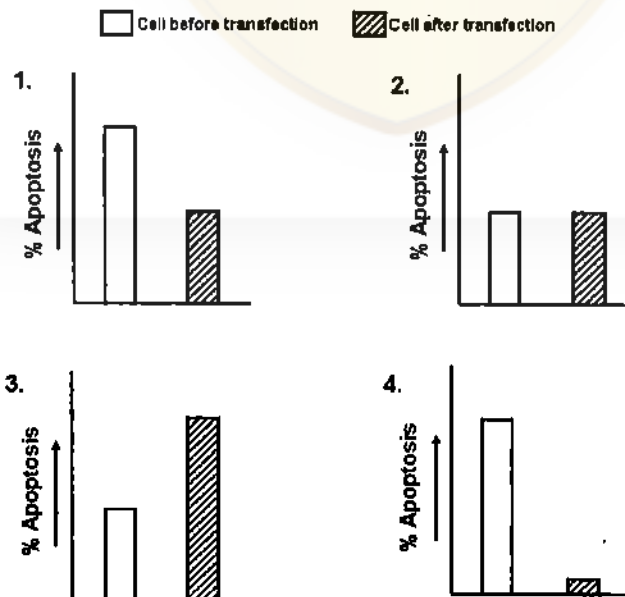 Cell before transfection Cell after transfection
1. 2.
% Apoptosis % Apoptosis
3. 4.
% Apoptosis % Apoptosis